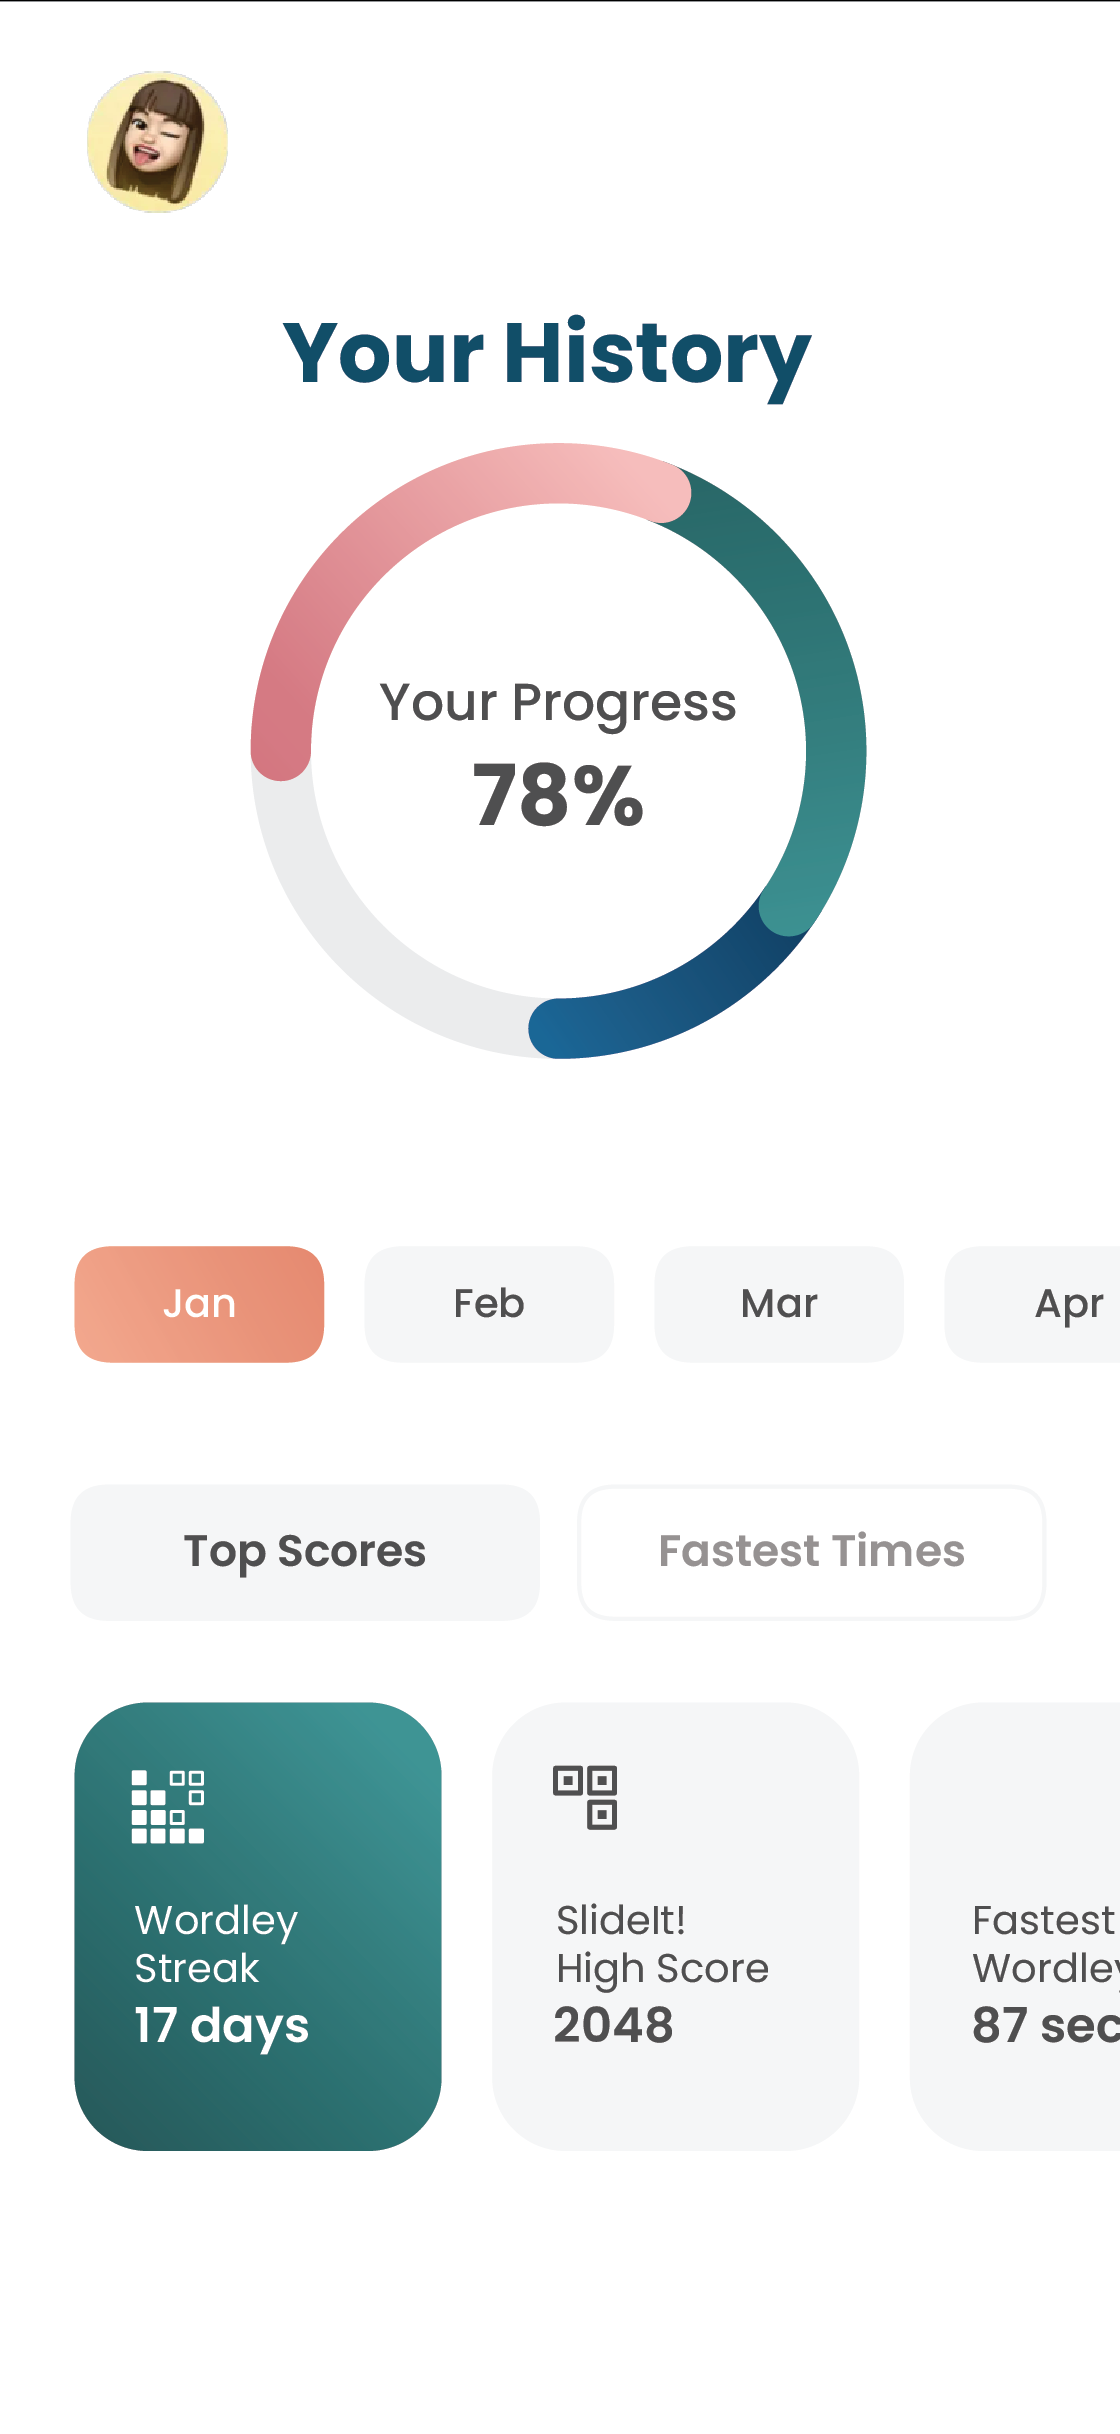 Your History
Your Progress
78%
Jan
Feb
Mar
Apr
Top Scores
Fastest Times
Wordley
Streak
17 days
SlideIt!
High Score
2048
Fastest
Wordley
87 sec